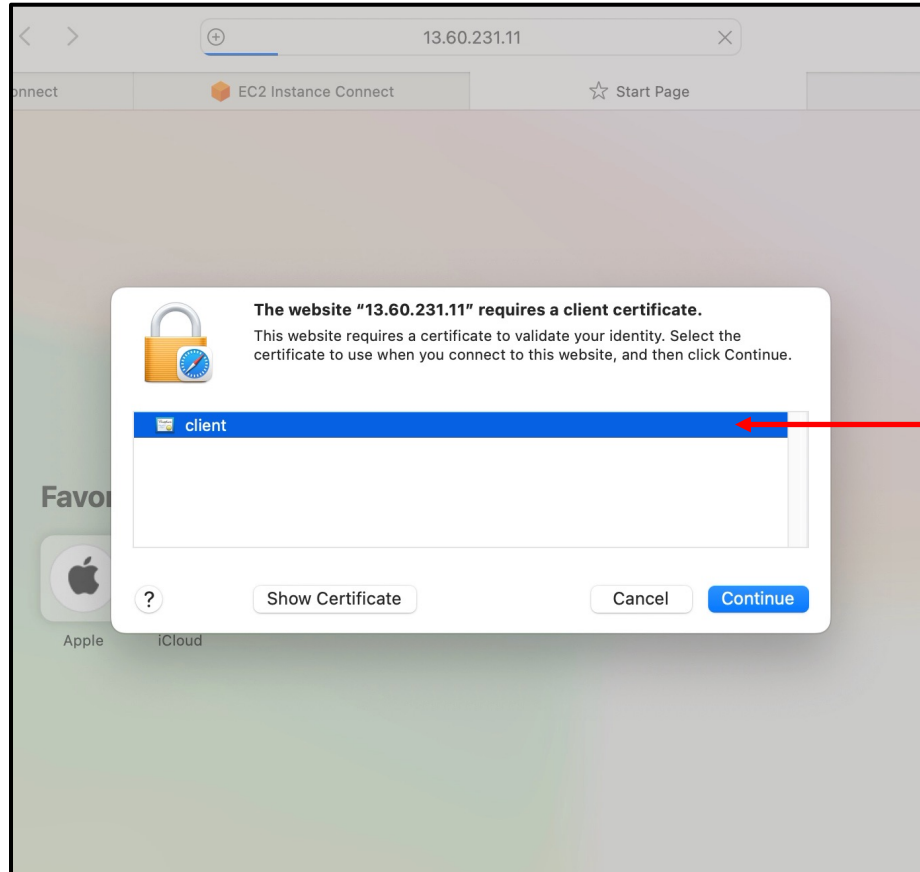 13.60.231.11
onnect
EC2 Instance Connect
Start Page
The website “13.60.231.11” requires a client certificate.
This website requires a certificate to validate your identity. Select the
certificate to use when you connect to this website, and then click Continue.
client
Favor
? Show Certificate Cancel Continue
Apple iCloud